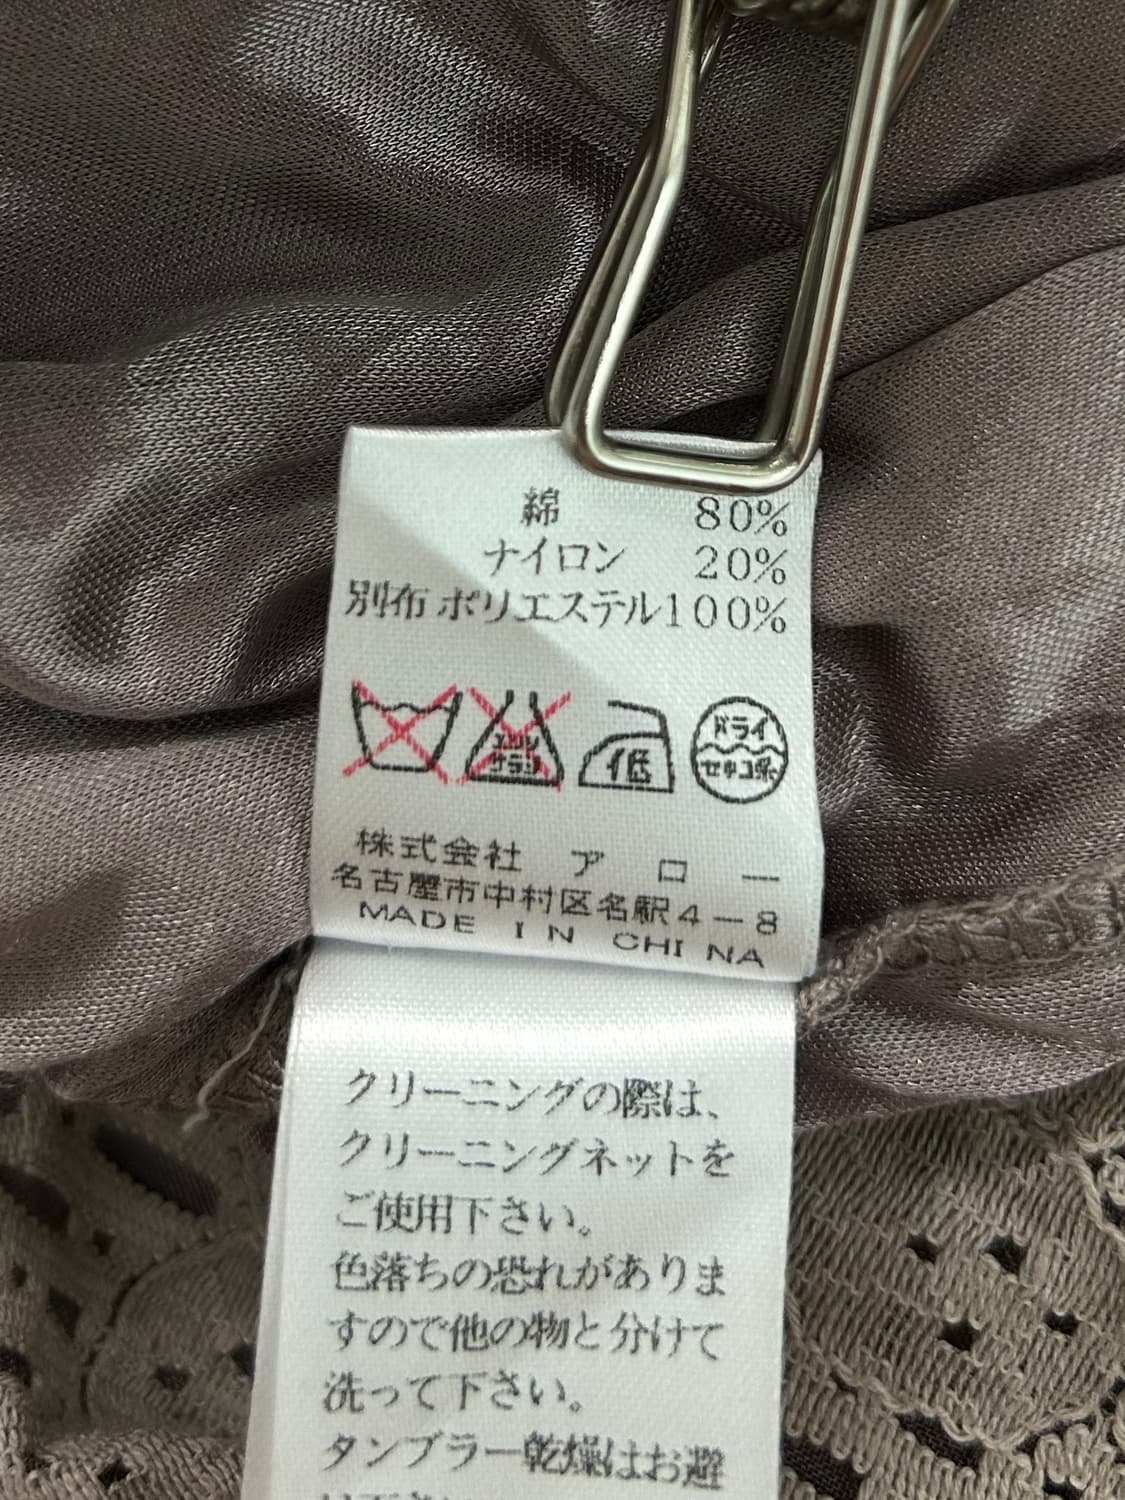 綿 80%
ナイロン 20%
別布 ポリエステル100%
エンソ
サラシ
低
ドライ
セキユ系
株式会社 アロー
名古屋市中村区名駅4-8
MADE IN CHINA
クリーニングの際は、
クリーニングネットを
ご使用下さい。
色落ちの恐れがありま
すので他の物と分けて
洗って下さい。
タンブラー乾燥はお避